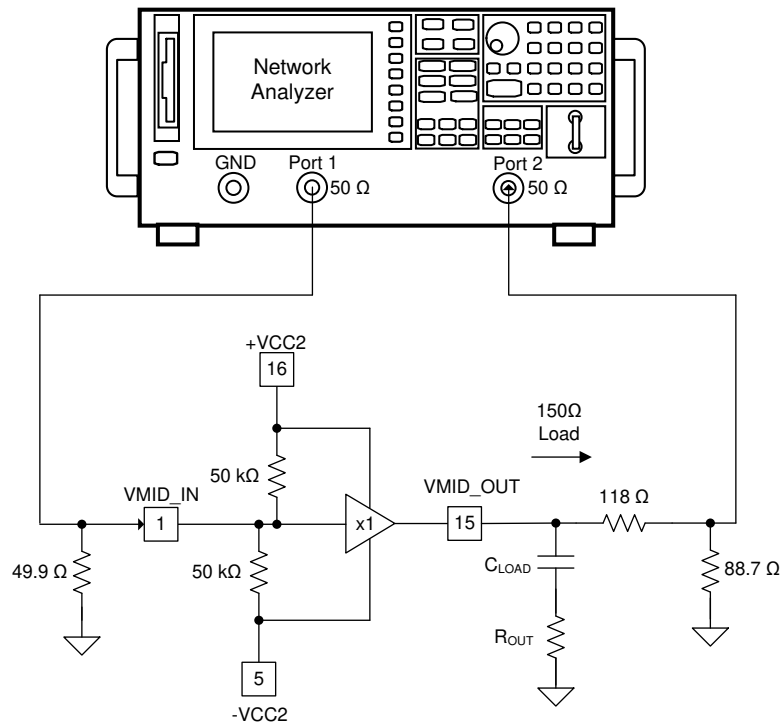 Network
Analyzer
GND
Port 1
50 Ω
Port 2
50 Ω
+VCC2
16
150Ω
Load
50 kΩ
VMID_IN
1
x1
VMID_OUT
15
118 Ω
49.9 Ω
50 kΩ
CLOAD
88.7 Ω
ROUT
5
-VCC2